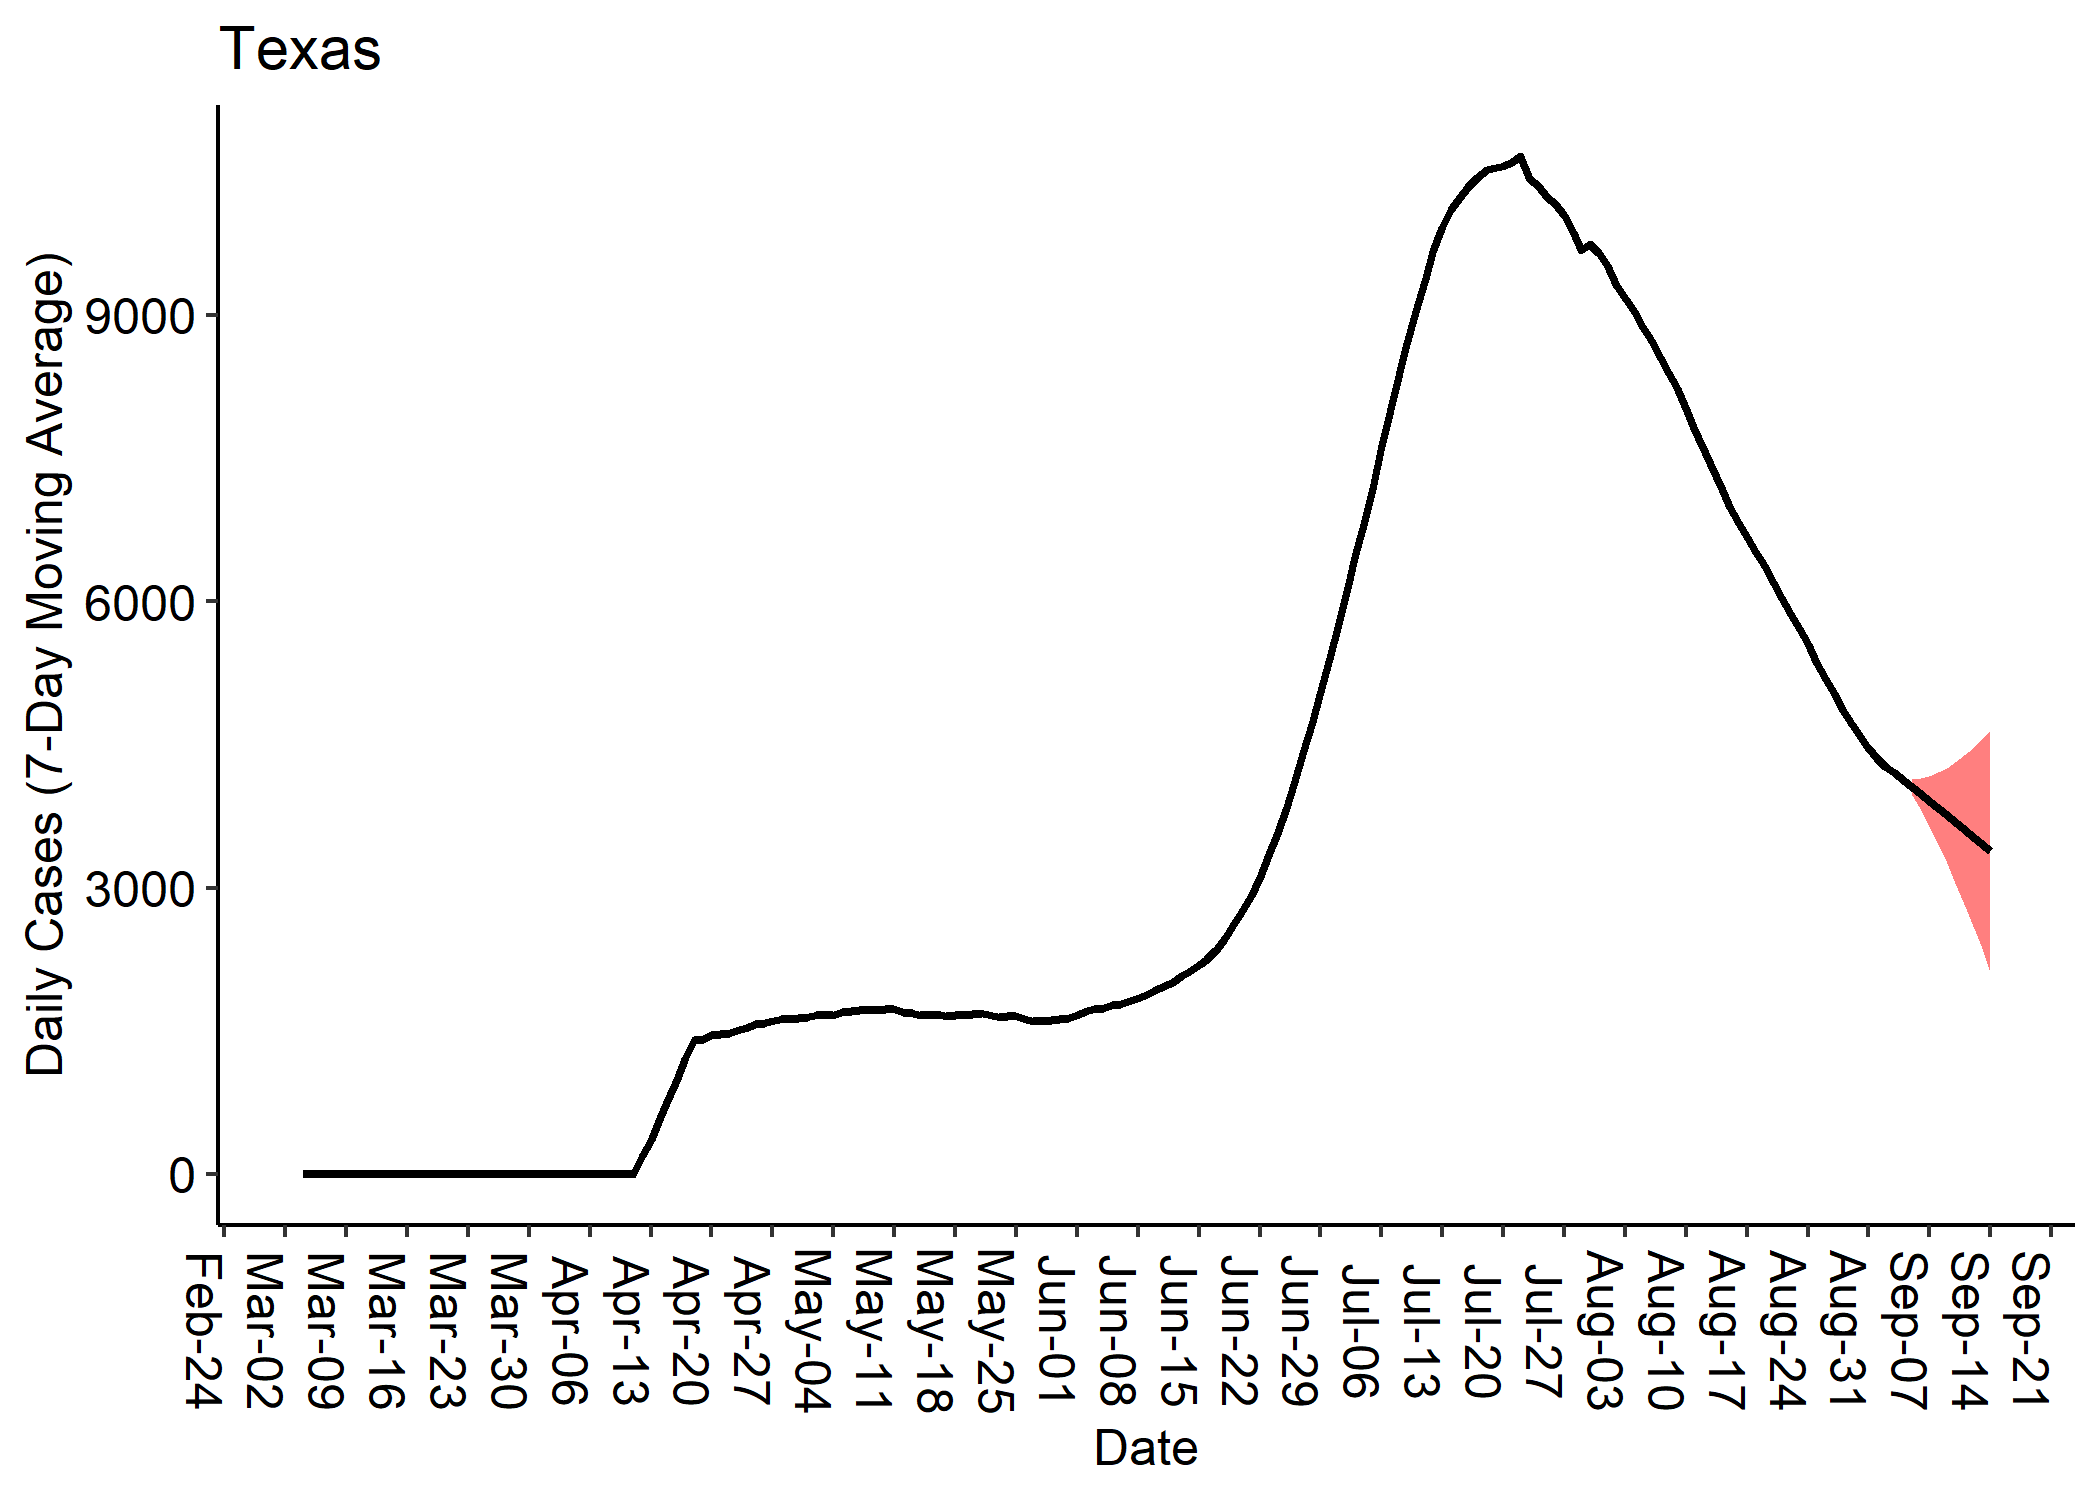 Texas
Daily Cases (7-Day Moving Average)
9000
6000
3000
0
Feb-24
Mar-02
Mar-09
Mar-16
Mar-23
Mar-30
Apr-06
Apr-13
Apr-20
Apr-27
May-04
May-11
May-18
May-25
Jun-01
Jun-08
Jun-15
Jun-22
Jun-29
Jul-06
Jul-13
Jul-20
Jul-27
Aug-03
Aug-10
Aug-17
Aug-24
Aug-31
Sep-07
Sep-14
Sep-21
Date